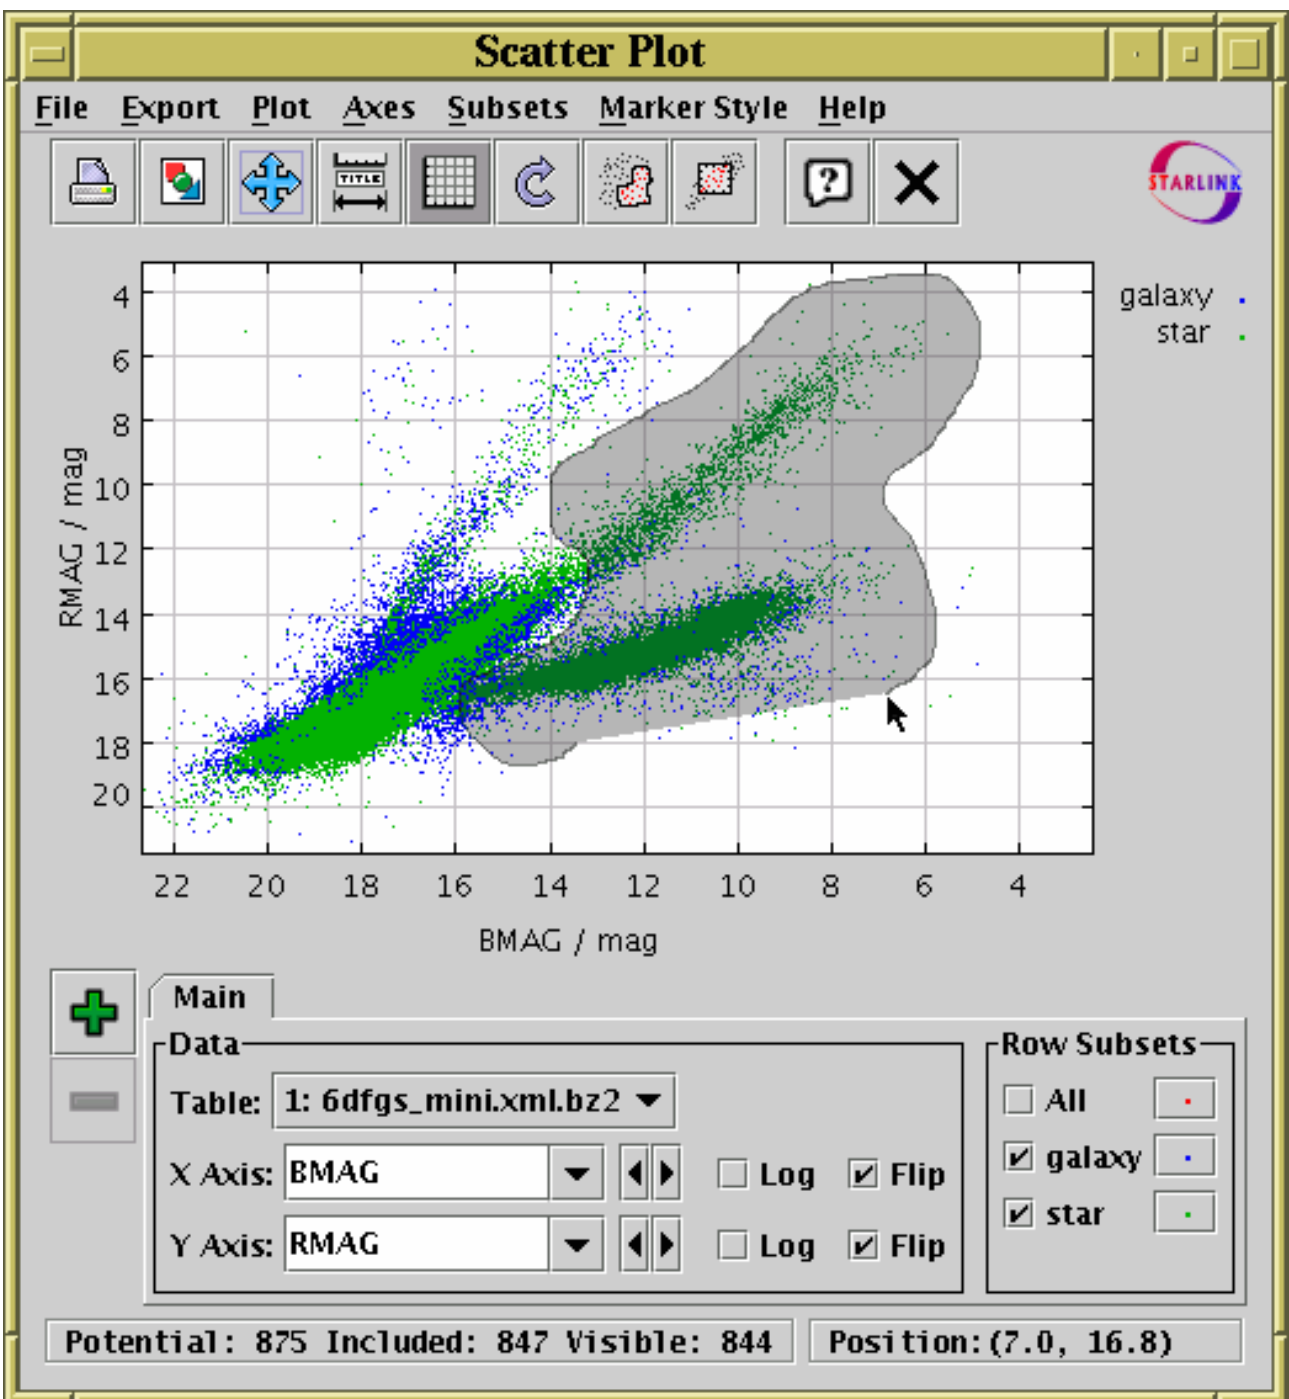 Scatter Plot
File Export Plot Axes Subsets Marker Style Help
TITLE
?
STARLINK
galaxy
star
4
6
8
10
12
14
16
18
20
RMAG / mag
22 20 18 16 14 12 10 8 6 4
BMAG / mag
Main
Data
Table: 1: 6dfgs_mini.xml.bz2
X Axis: BMAG Log Flip
Y Axis: RMAG Log Flip
Row Subsets
All
galaxy
star
Potential: 875 Included: 847 Visible: 844 Position:(7.0, 16.8)